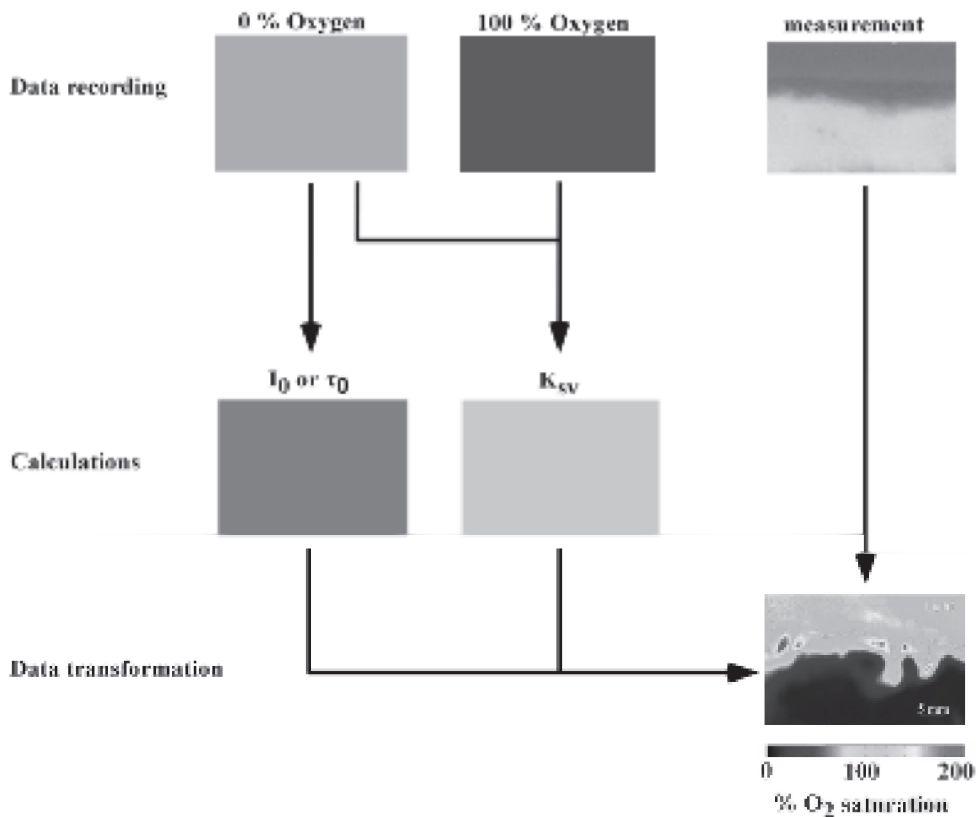 0 % Oxygen
100 % Oxygen
measurement
Data recording
I0 or τ0
Ksv
Calculations
Data transformation
5 mm
0 100 200
% O2 saturation